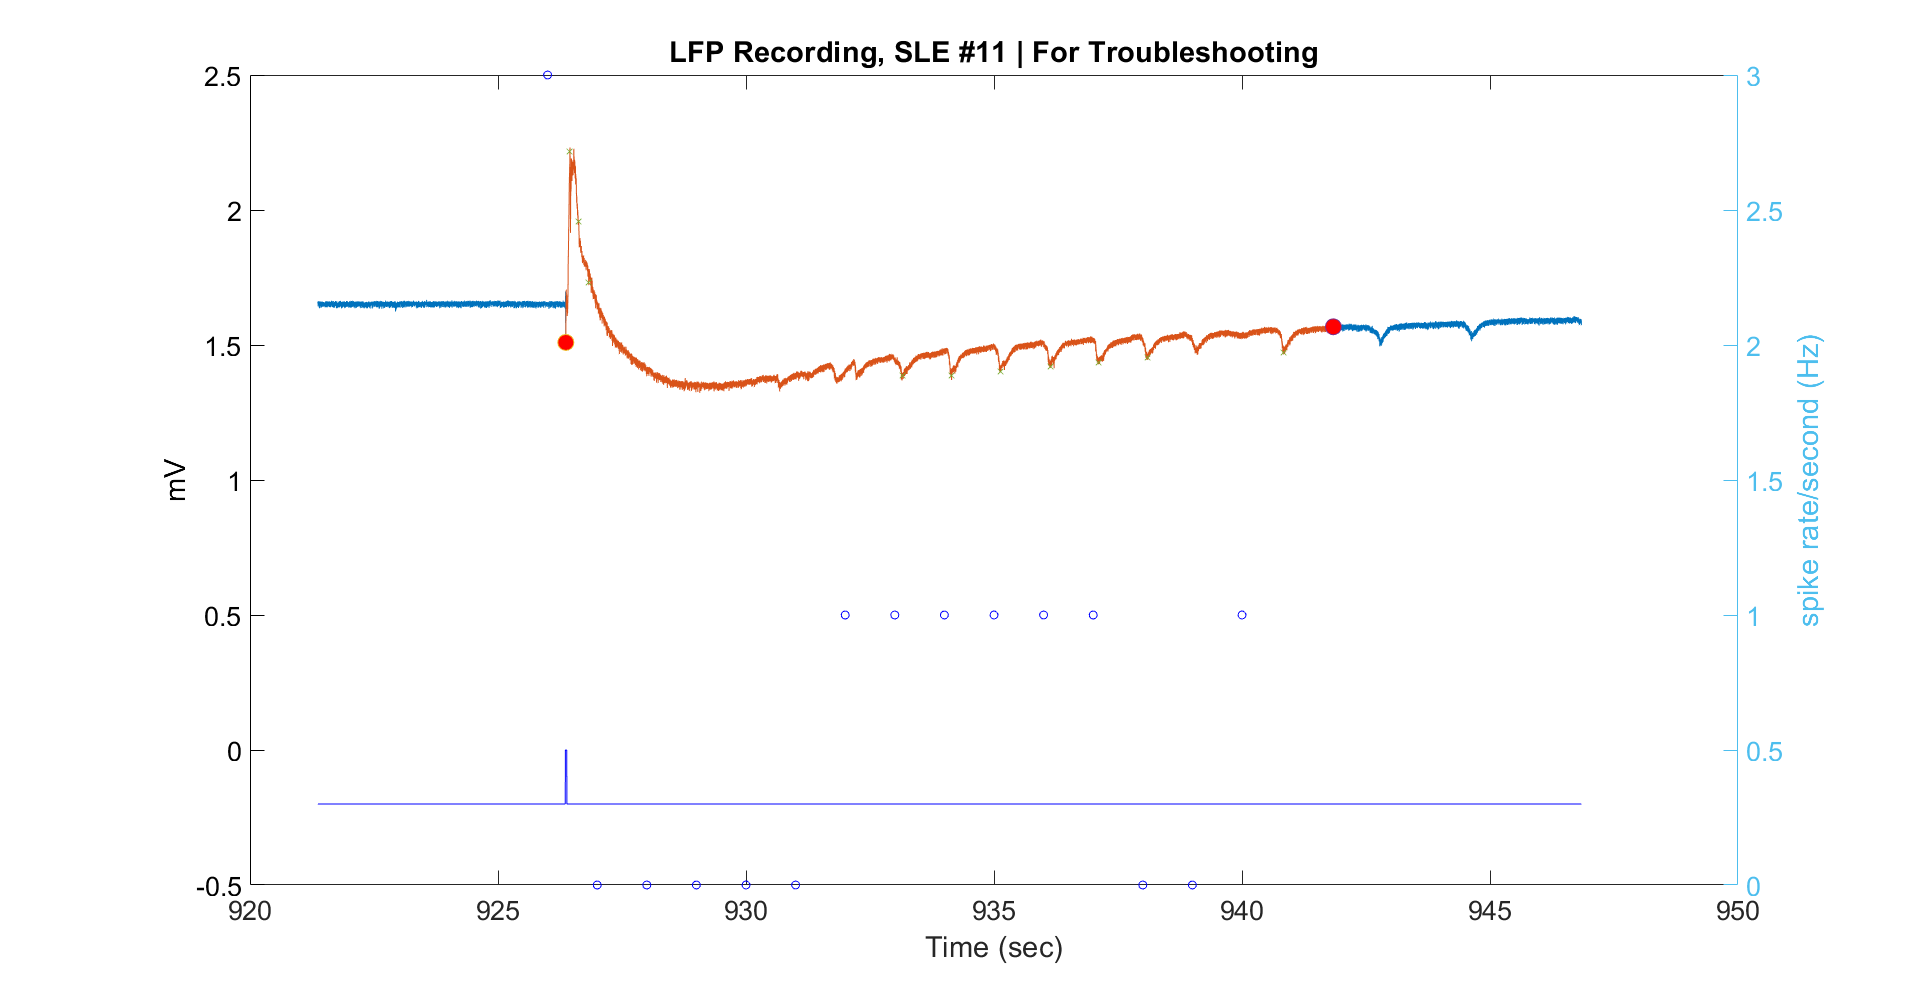 LFP Recording, SLE #11 | For Troubleshooting
2.5
2
1.5
1
0.5
0
-0.5
mV
3
2.5
2
1.5
1
0.5
0
spike rate/second (Hz)
920 925 930 935 940 945 950
Time (sec)